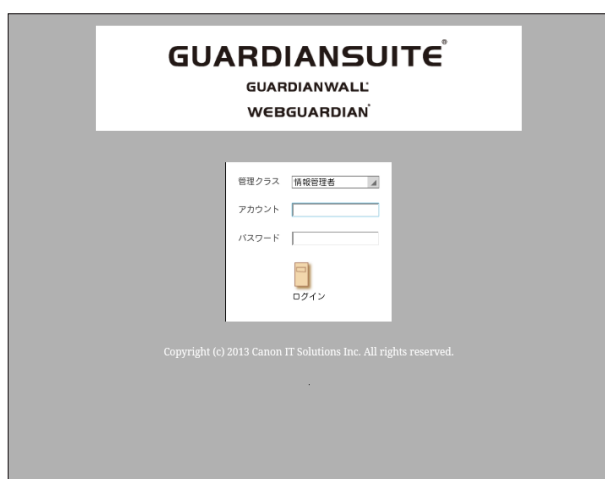 GUARDIANSUITE®
GUARDIANWALL
WEBGUARDIAN
管理クラス 情報管理者
アカウント
パスワード
ログイン
Copyright (c) 2013 Canon IT Solutions Inc. All rights reserved.
.